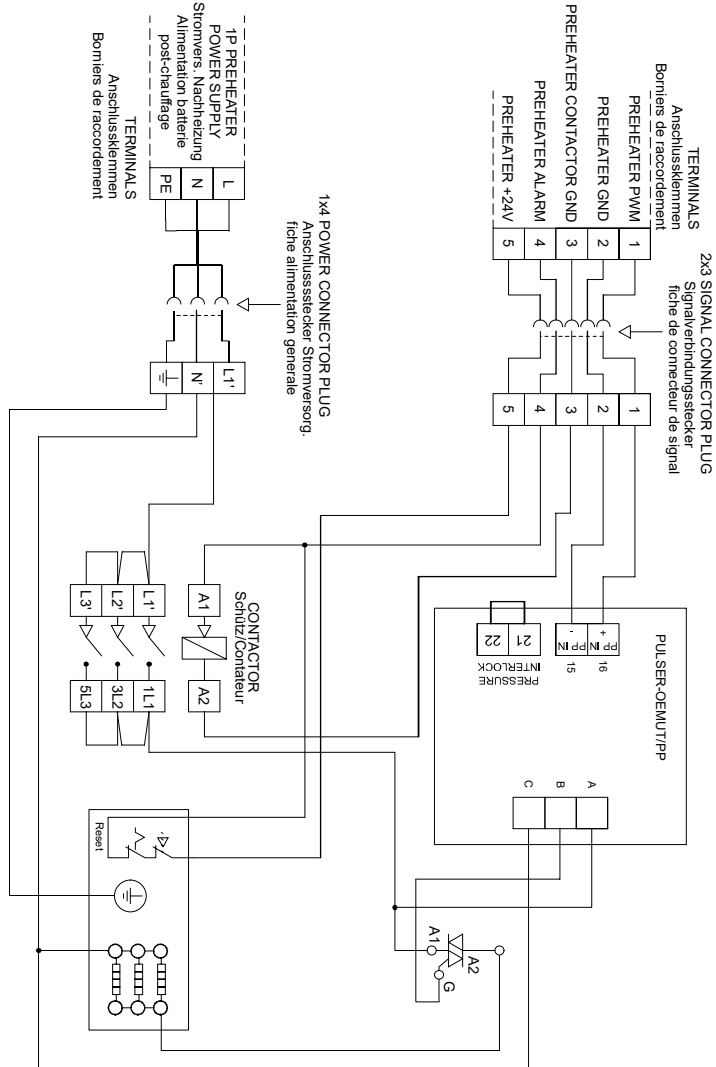 TERMINALS
Anschlussklemmen
Borniers de raccordement
PREHEATER PWM
PREHEATER GND
PREHEATER CONTACTOR GND
PREHEATER ALARM
PREHEATER +24V
1
2
3
4
5
2x3 SIGNAL CONNECTOR PLUG
Signalverbindungsstecker
fiche de connecteur de signal
1
2
3
4
5
1P PREHEATER
POWER SUPPLY
Stromvers. Nachheizung
Alimentation batterie
post-chauffage
L
N
PE
TERMINALS
Anschlussklemmen
Borniers de raccordement
1x4 POWER CONNECTOR PLUG
Anschlusssstecker Stromversorg.
fiche alimentation generale
L1'
N'
PULSER-OEMUT/PP
+
PP IN
16
-
PP IN
15
21
22
PRESSURE
INTERLOCK
A
B
C
CONTACTOR
Schütz/Contateur
A1
A2
L1'
L2'
L3'
1L1
3L2
5L3
Reset
A1
A2
G